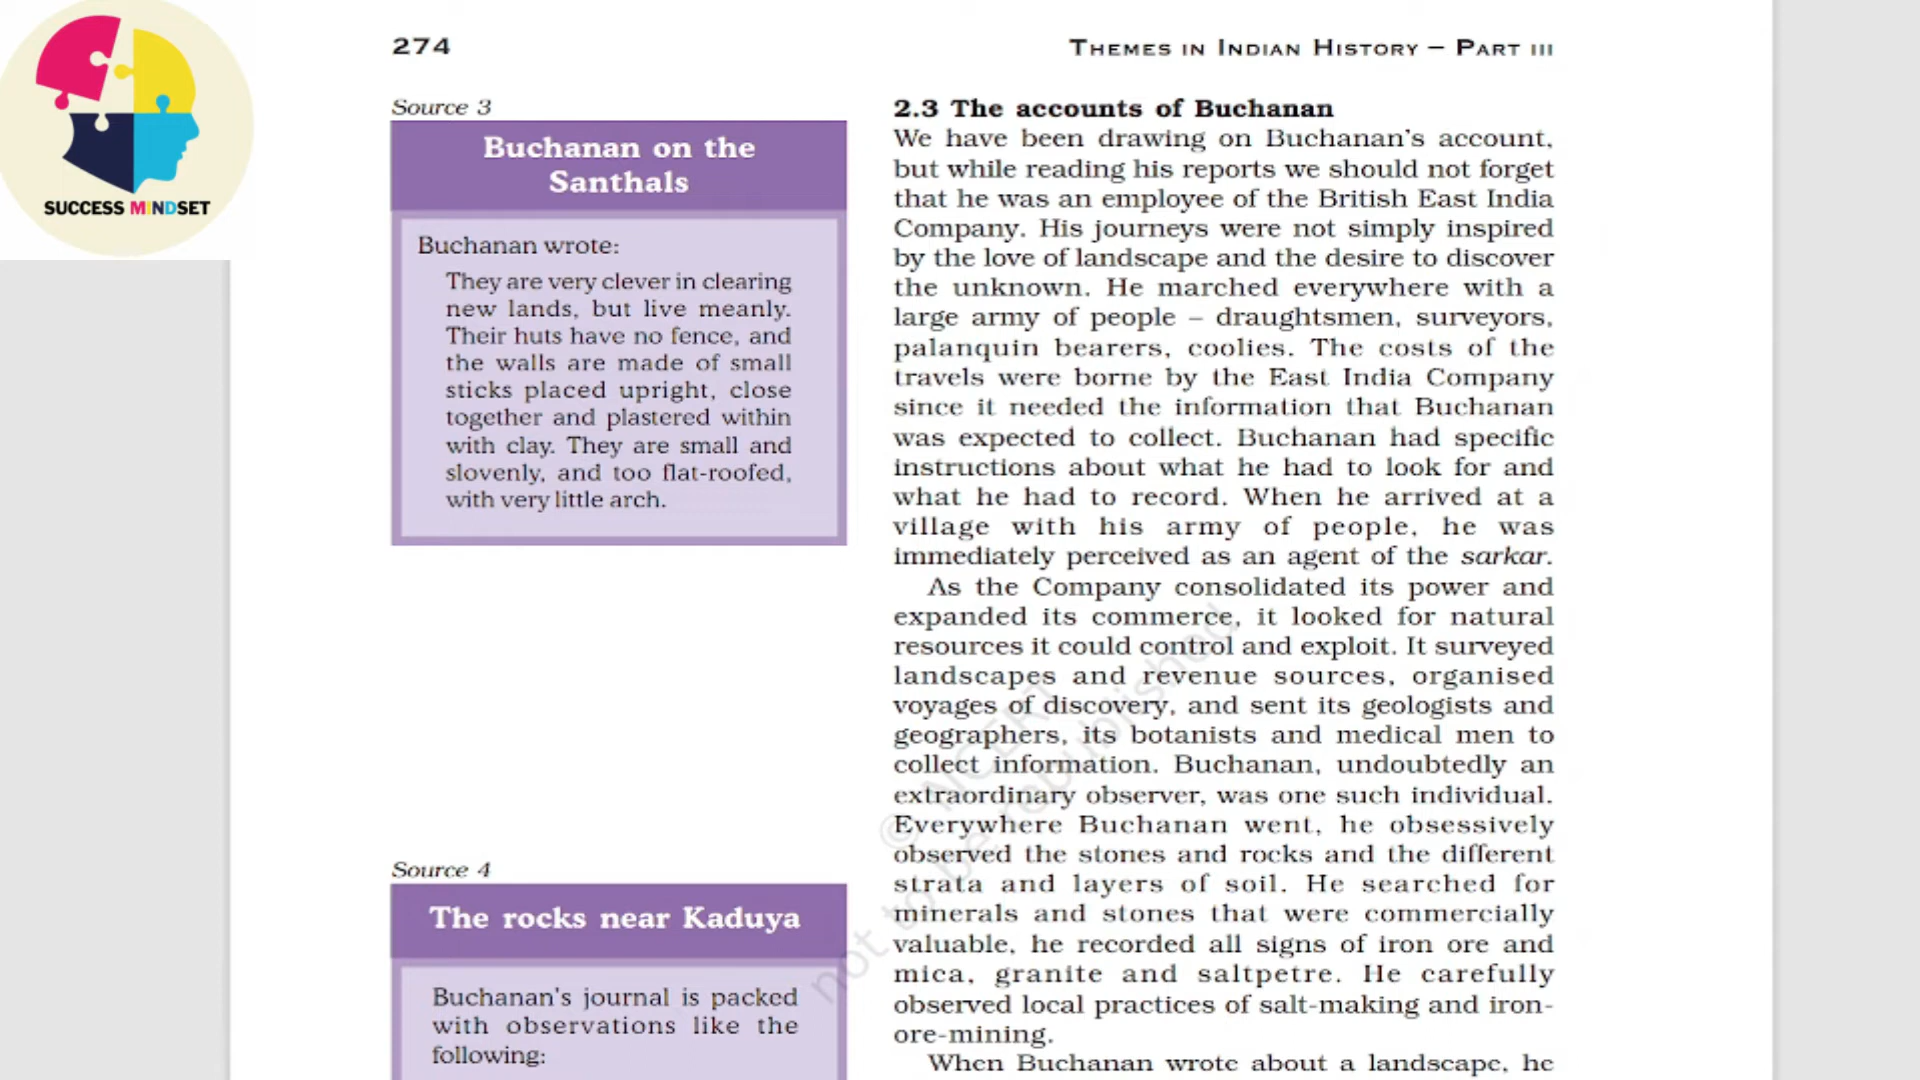 SUCCESS MINDSET
274
THEMES IN INDIAN HISTORY – PART III
Source 3
Buchanan on the
Santhals
Buchanan wrote:
They are very clever in clearing
new lands, but live meanly.
Their huts have no fence, and
the walls are made of small
sticks placed upright, close
together and plastered within
with clay. They are small and
slovenly, and too flat-roofed,
with very little arch.
Source 4
The rocks near Kaduya
Buchanan's journal is packed
with observations like the
following:
2.3 The accounts of Buchanan
We have been drawing on Buchanan's account,
but while reading his reports we should not forget
that he was an employee of the British East India
Company. His journeys were not simply inspired
by the love of landscape and the desire to discover
the unknown. He marched everywhere with a
large army of people – draughtsmen, surveyors,
palanquin bearers, coolies. The costs of the
travels were borne by the East India Company
since it needed the information that Buchanan
was expected to collect. Buchanan had specific
instructions about what he had to look for and
what he had to record. When he arrived at a
village with his army of people, he was
immediately perceived as an agent of the sarkar.
As the Company consolidated its power and
expanded its commerce, it looked for natural
resources it could control and exploit. It surveyed
landscapes and revenue sources, organised
voyages of discovery, and sent its geologists and
geographers, its botanists and medical men to
collect information. Buchanan, undoubtedly an
extraordinary observer, was one such individual.
Everywhere Buchanan went, he obsessively
observed the stones and rocks and the different
strata and layers of soil. He searched for
minerals and stones that were commercially
valuable, he recorded all signs of iron ore and
mica, granite and saltpetre. He carefully
observed local practices of salt-making and iron-
ore-mining.
When Buchanan wrote about a landscape, he
© NCERT
not to be republished